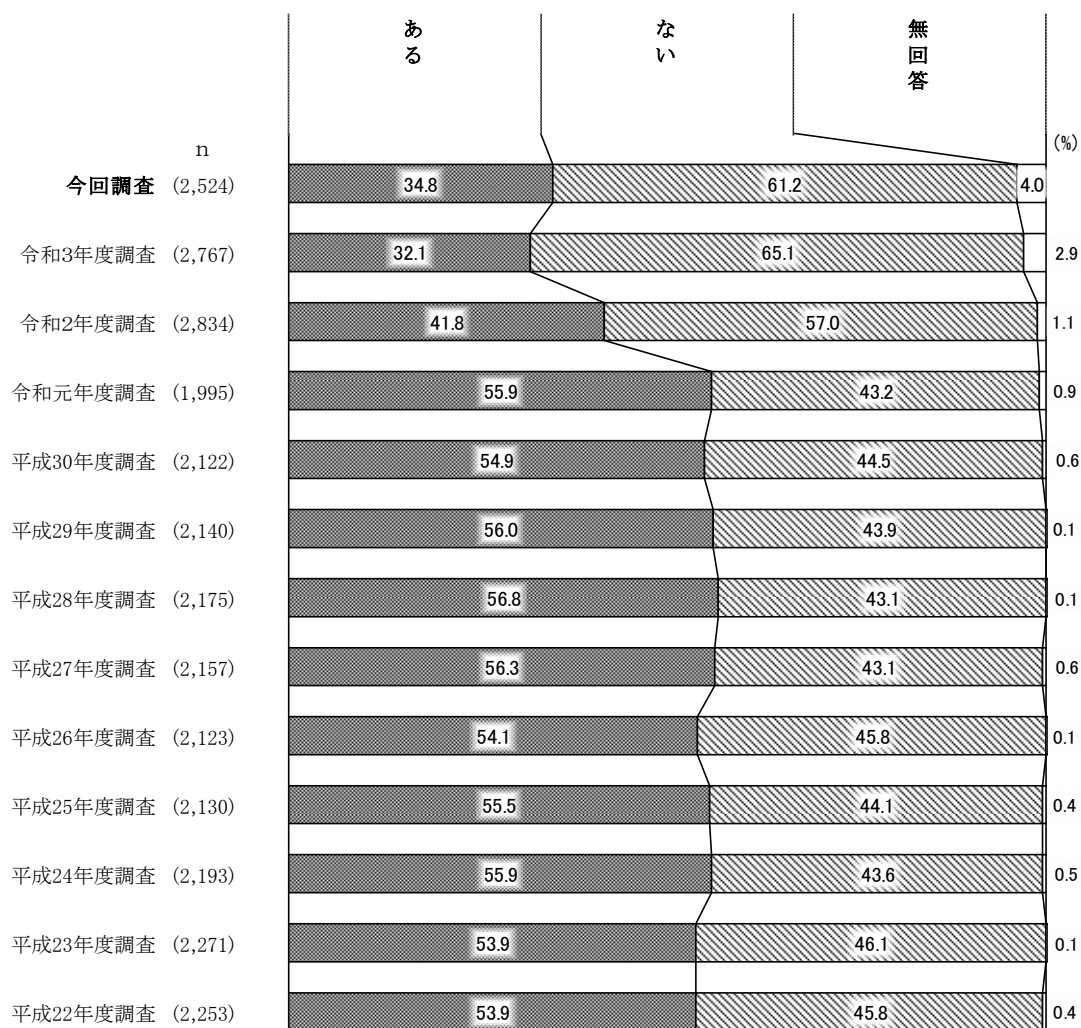 ある ない 無回答
(%)
n
今回調査 (2,524) 34.8 61.2 4.0
令和3年度調査 (2,767) 32.1 65.1 2.9
令和2年度調査 (2,834) 41.8 57.0 1.1
令和元年度調査 (1,995) 55.9 43.2 0.9
平成30年度調査 (2,122) 54.9 44.5 0.6
平成29年度調査 (2,140) 56.0 43.9 0.1
平成28年度調査 (2,175) 56.8 43.1 0.1
平成27年度調査 (2,157) 56.3 43.1 0.6
平成26年度調査 (2,123) 54.1 45.8 0.1
平成25年度調査 (2,130) 55.5 44.1 0.4
平成24年度調査 (2,193) 55.9 43.6 0.5
平成23年度調査 (2,271) 53.9 46.1 0.1
平成22年度調査 (2,253) 53.9 45.8 0.4